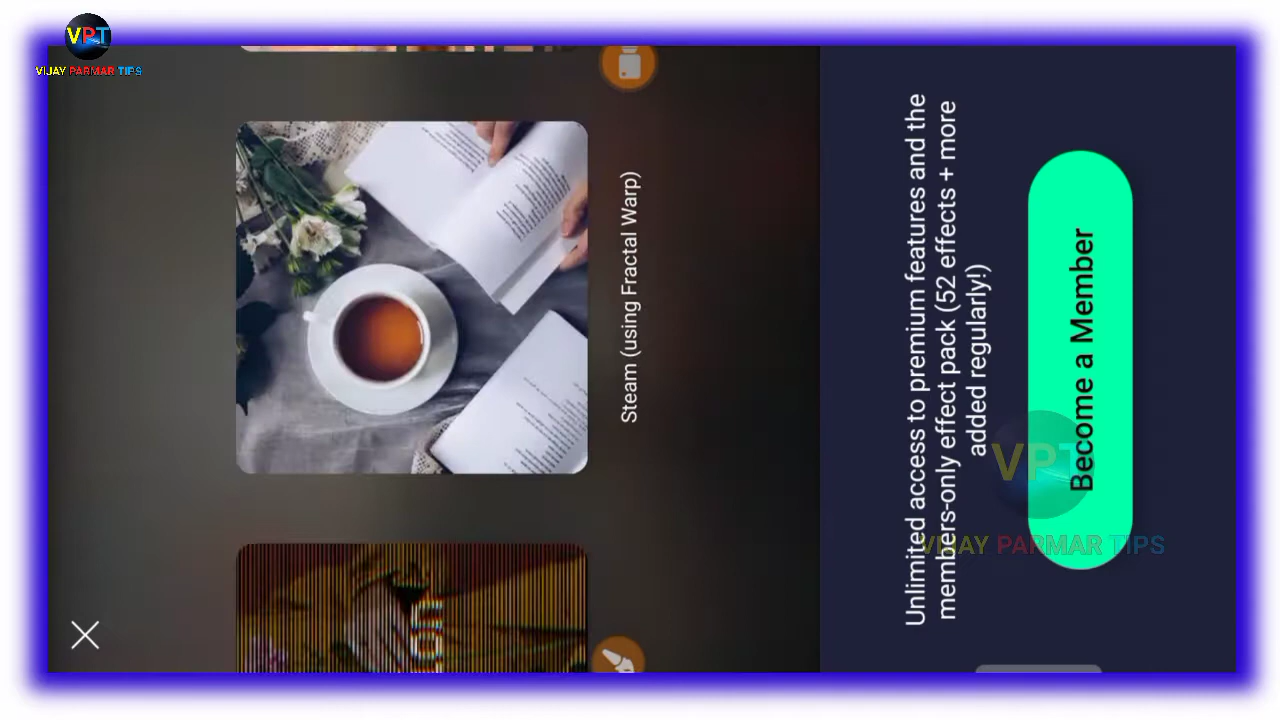 VPT
VIJAY PARMAR TIPS
Steam (using Fractal Warp)
Unlimited access to premium features and the
members-only effect pack (52 effects + more
added regularly!)
Become a Member
VPT
VIJAY PARMAR TIPS